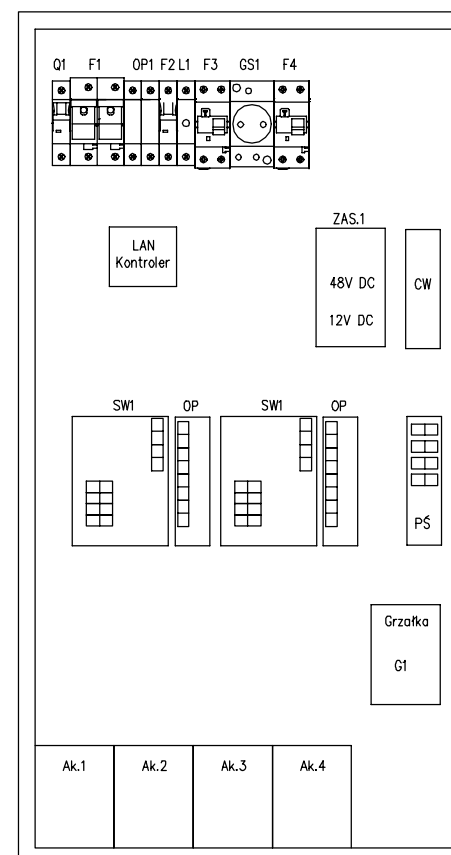 Q1 F1 OP1 F2 L1 F3 GS1 F4
ZAS.1
LAN
Kontroler
48V DC
12V DC
CW
SW1 OP SW1 OP
PŚ
Grzałka
G1
Ak.1 Ak.2 Ak.3 Ak.4